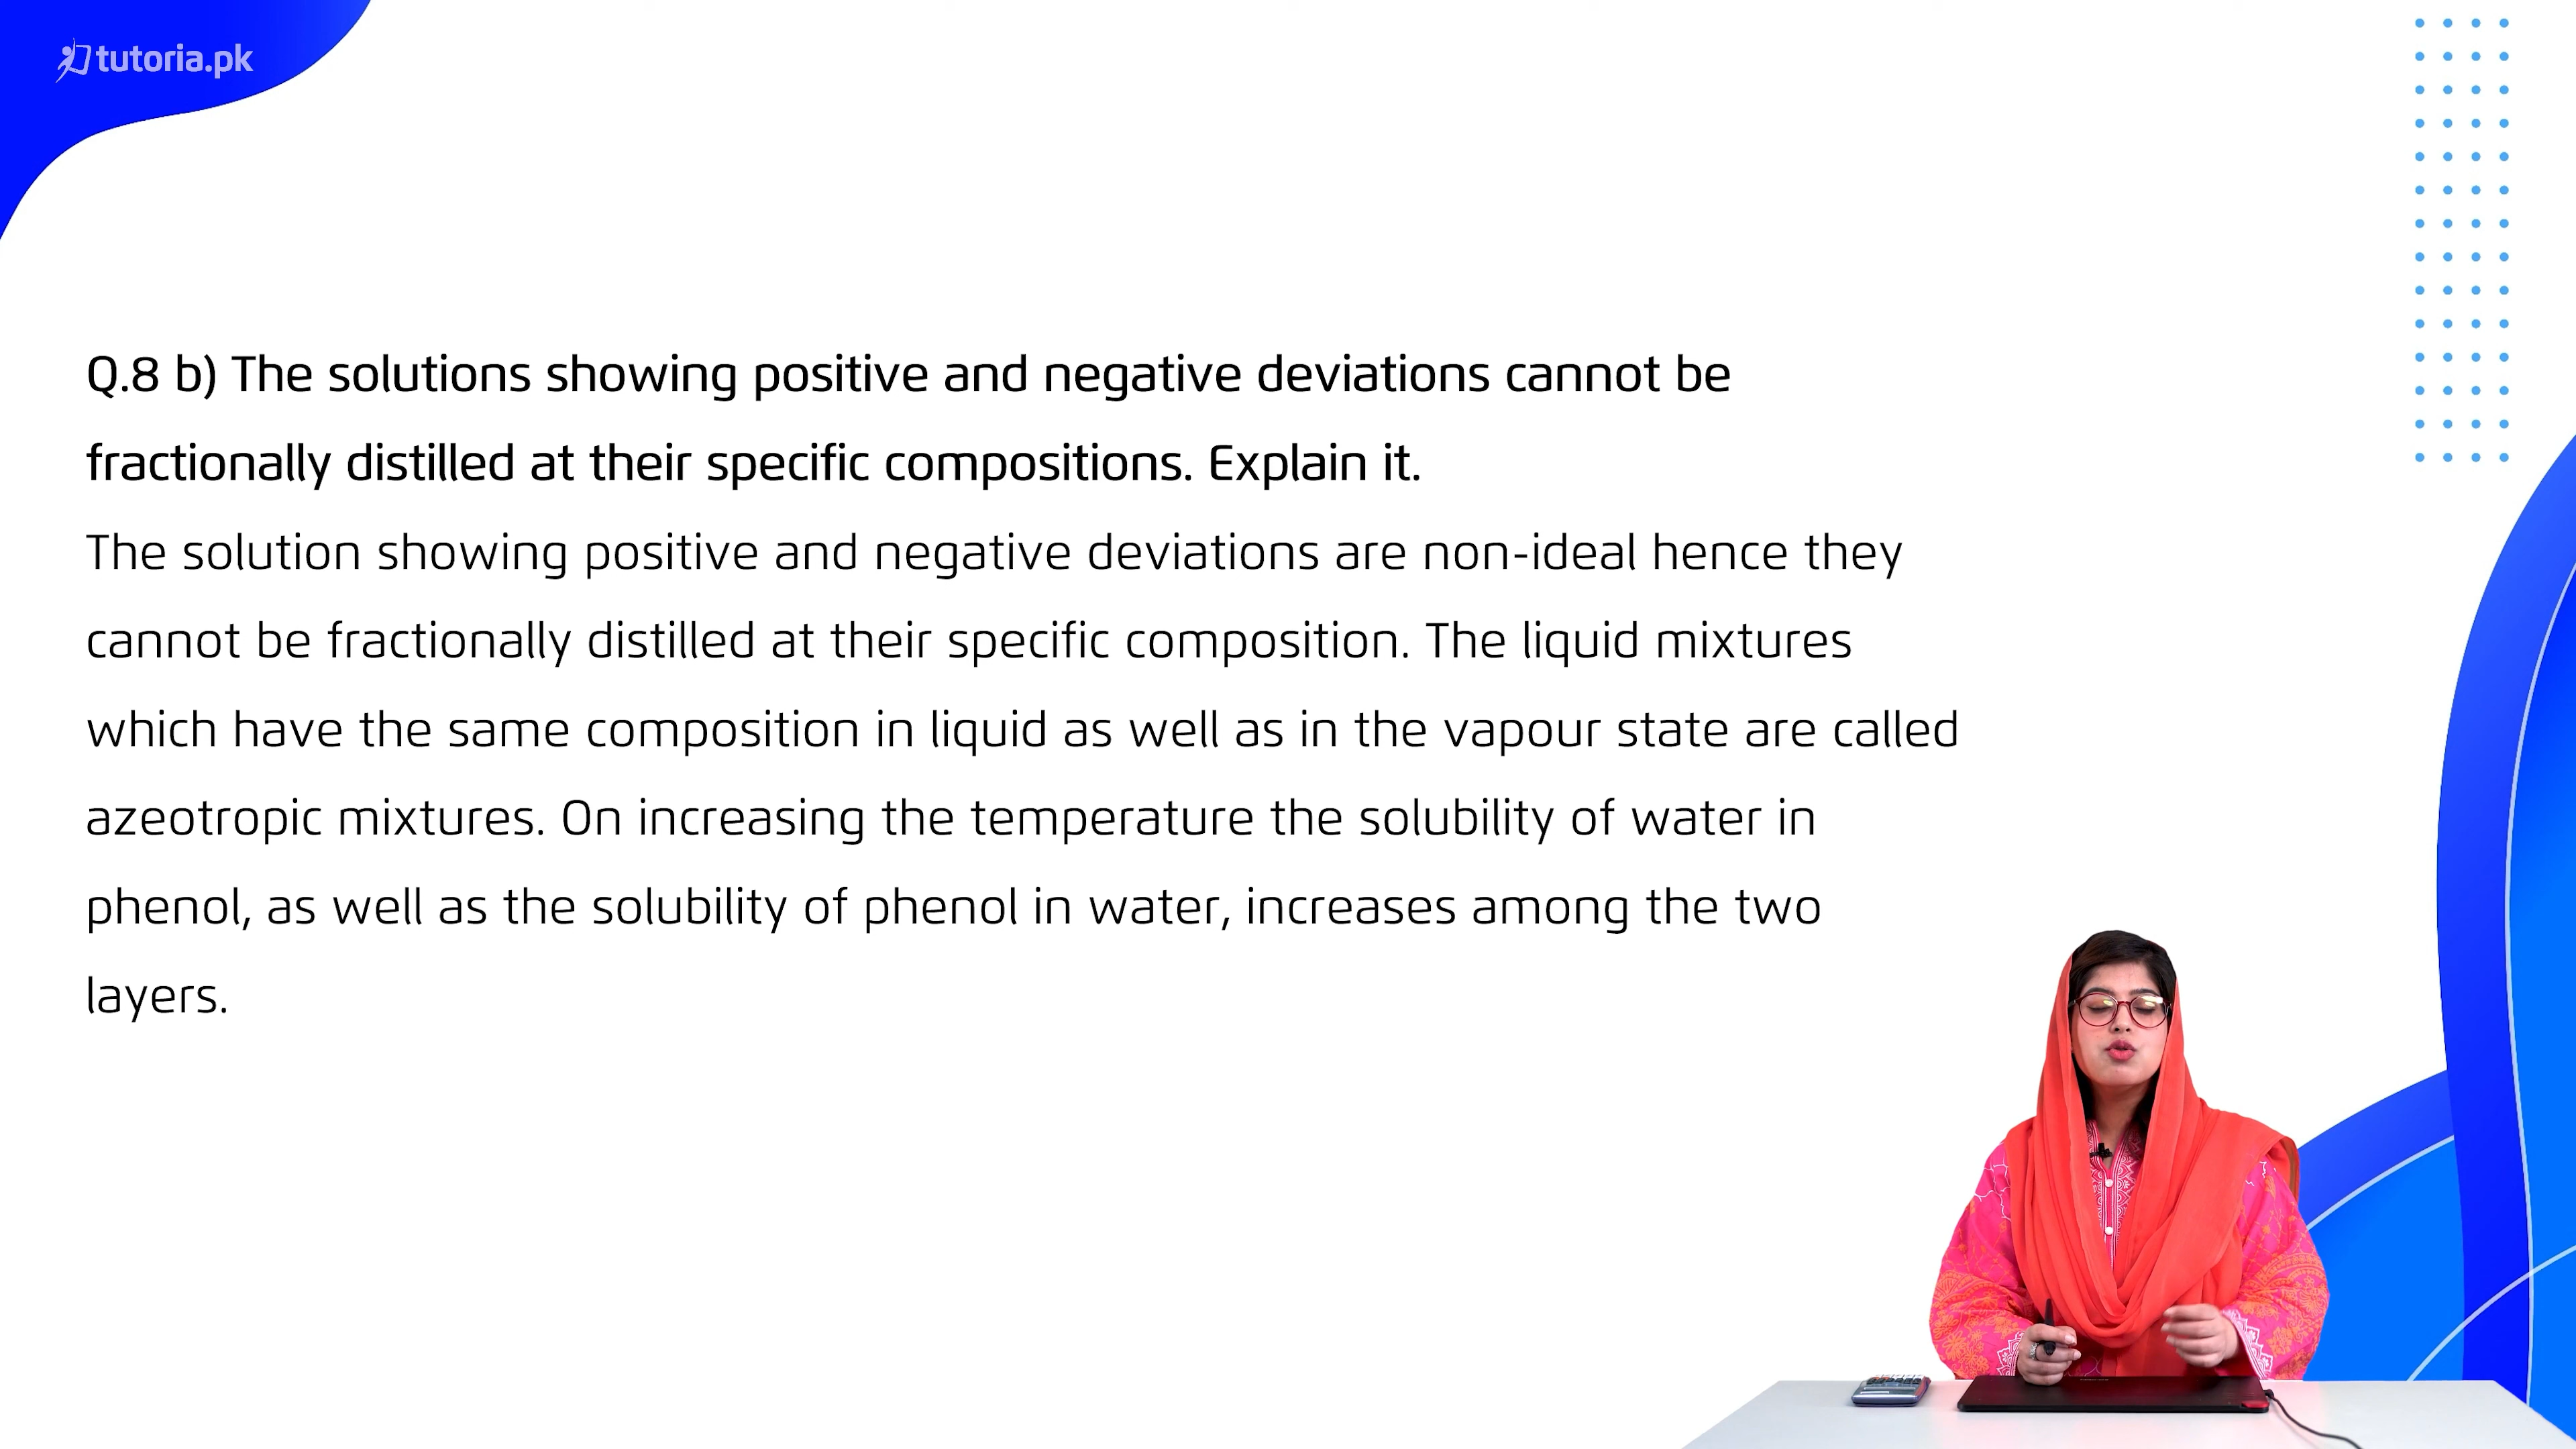 tutoria.pk
Q.8 b) The solutions showing positive and negative deviations cannot be
fractionally distilled at their specific compositions. Explain it.
The solution showing positive and negative deviations are non-ideal hence they
cannot be fractionally distilled at their specific composition. The liquid mixtures
which have the same composition in liquid as well as in the vapour state are called
azeotropic mixtures. On increasing the temperature the solubility of water in
phenol, as well as the solubility of phenol in water, increases among the two
layers.